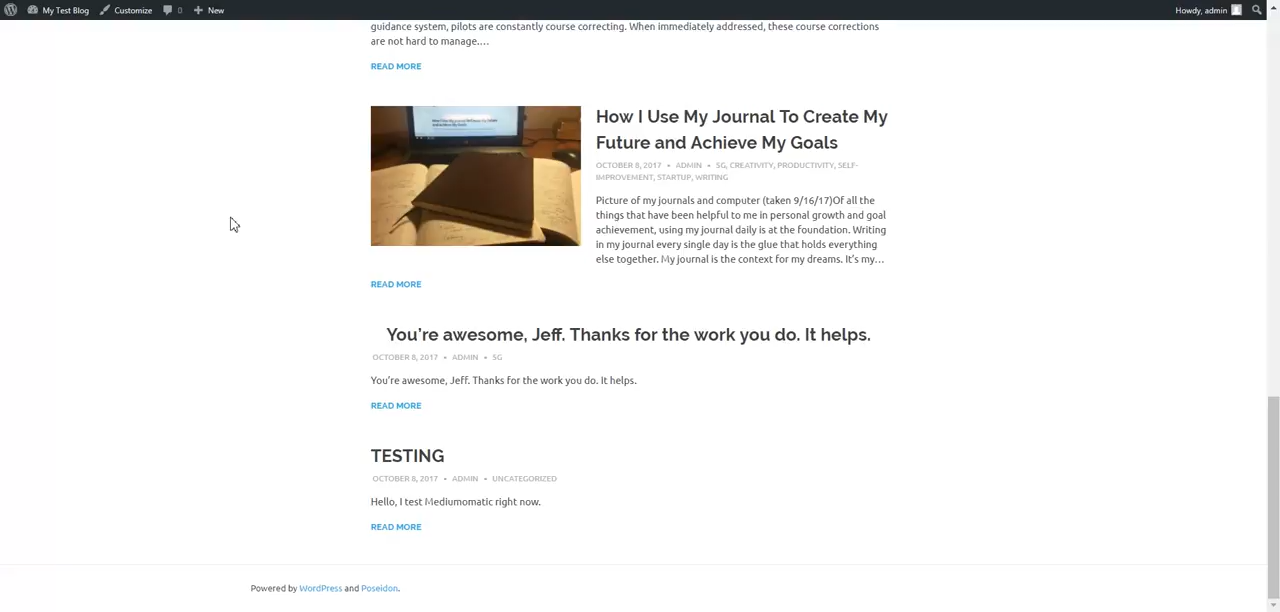 My Test Blog Customize 0 New Howdy, admin
guidance system, pilots are constantly course correcting. When immediately addressed, these course corrections
are not hard to manage.…
READ MORE
How I Use My Journal To Create My
Future and Achieve My Goals
OCTOBER 8, 2017 • ADMIN • SG, CREATIVITY, PRODUCTIVITY, SELF-
IMPROVEMENT, STARTUP, WRITING
Picture of my journals and computer (taken 9/16/17)Of all the
things that have been helpful to me in personal growth and goal
achievement, using my journal daily is at the foundation. Writing
in my journal every single day is the glue that holds everything
else together. My journal is the context for my dreams. It’s my…
READ MORE
You’re awesome, Jeff. Thanks for the work you do. It helps.
OCTOBER 8, 2017 • ADMIN • SG
You’re awesome, Jeff. Thanks for the work you do. It helps.
READ MORE
TESTING
OCTOBER 8, 2017 • ADMIN • UNCATEGORIZED
Hello, I test Mediumomatic right now.
READ MORE
Powered by WordPress and Poseidon.